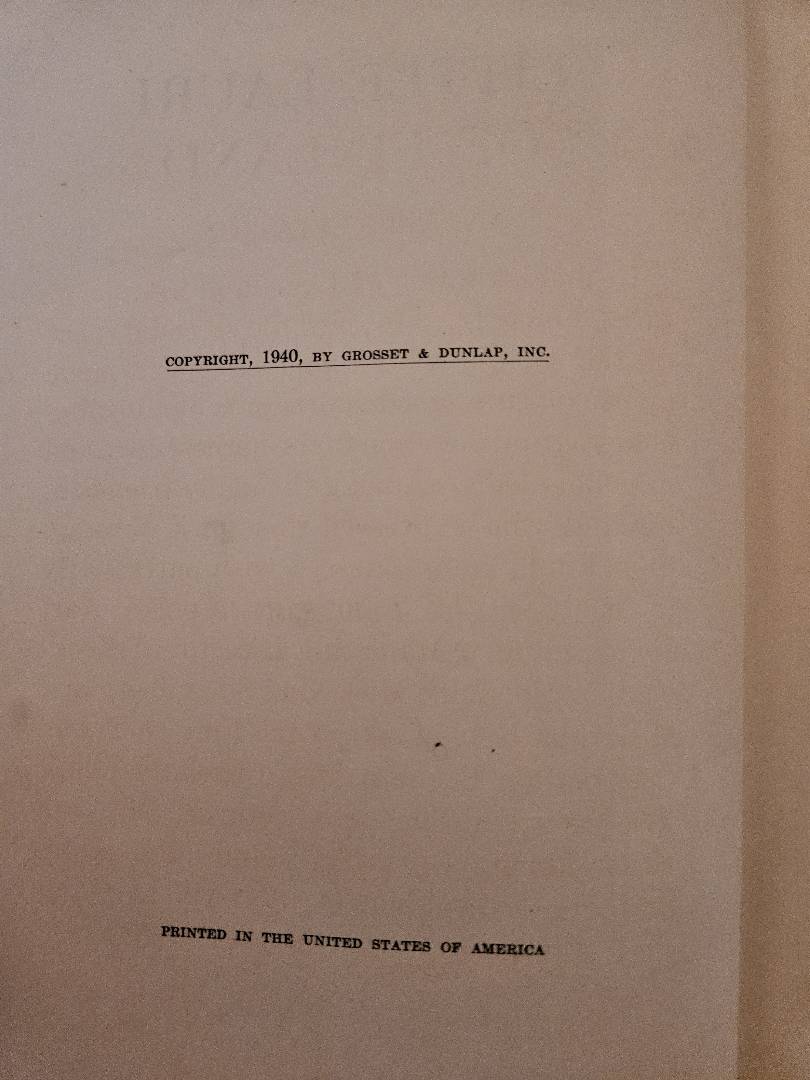 COPYRIGHT, 1940, BY GROSSET & DUNLAP, INC.
PRINTED IN THE UNITED STATES OF AMERICA